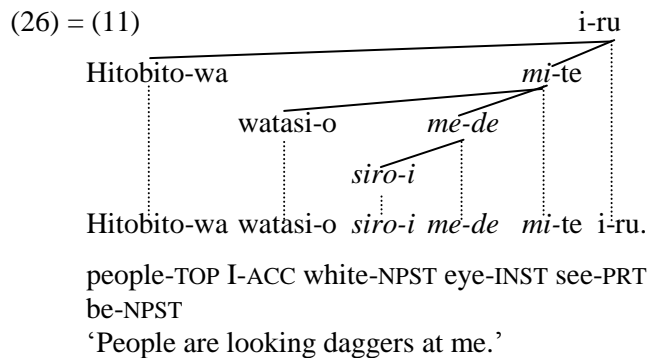 (26) = (11) i-ru
Hitobito-wa mi-te
watasi-o me-de
siro-i
Hitobito-wa watasi-o siro-i me-de mi-te i-ru.
people-TOP I-ACC white-NPST eye-INST see-PRT
be-NPST
‘People are looking daggers at me.’